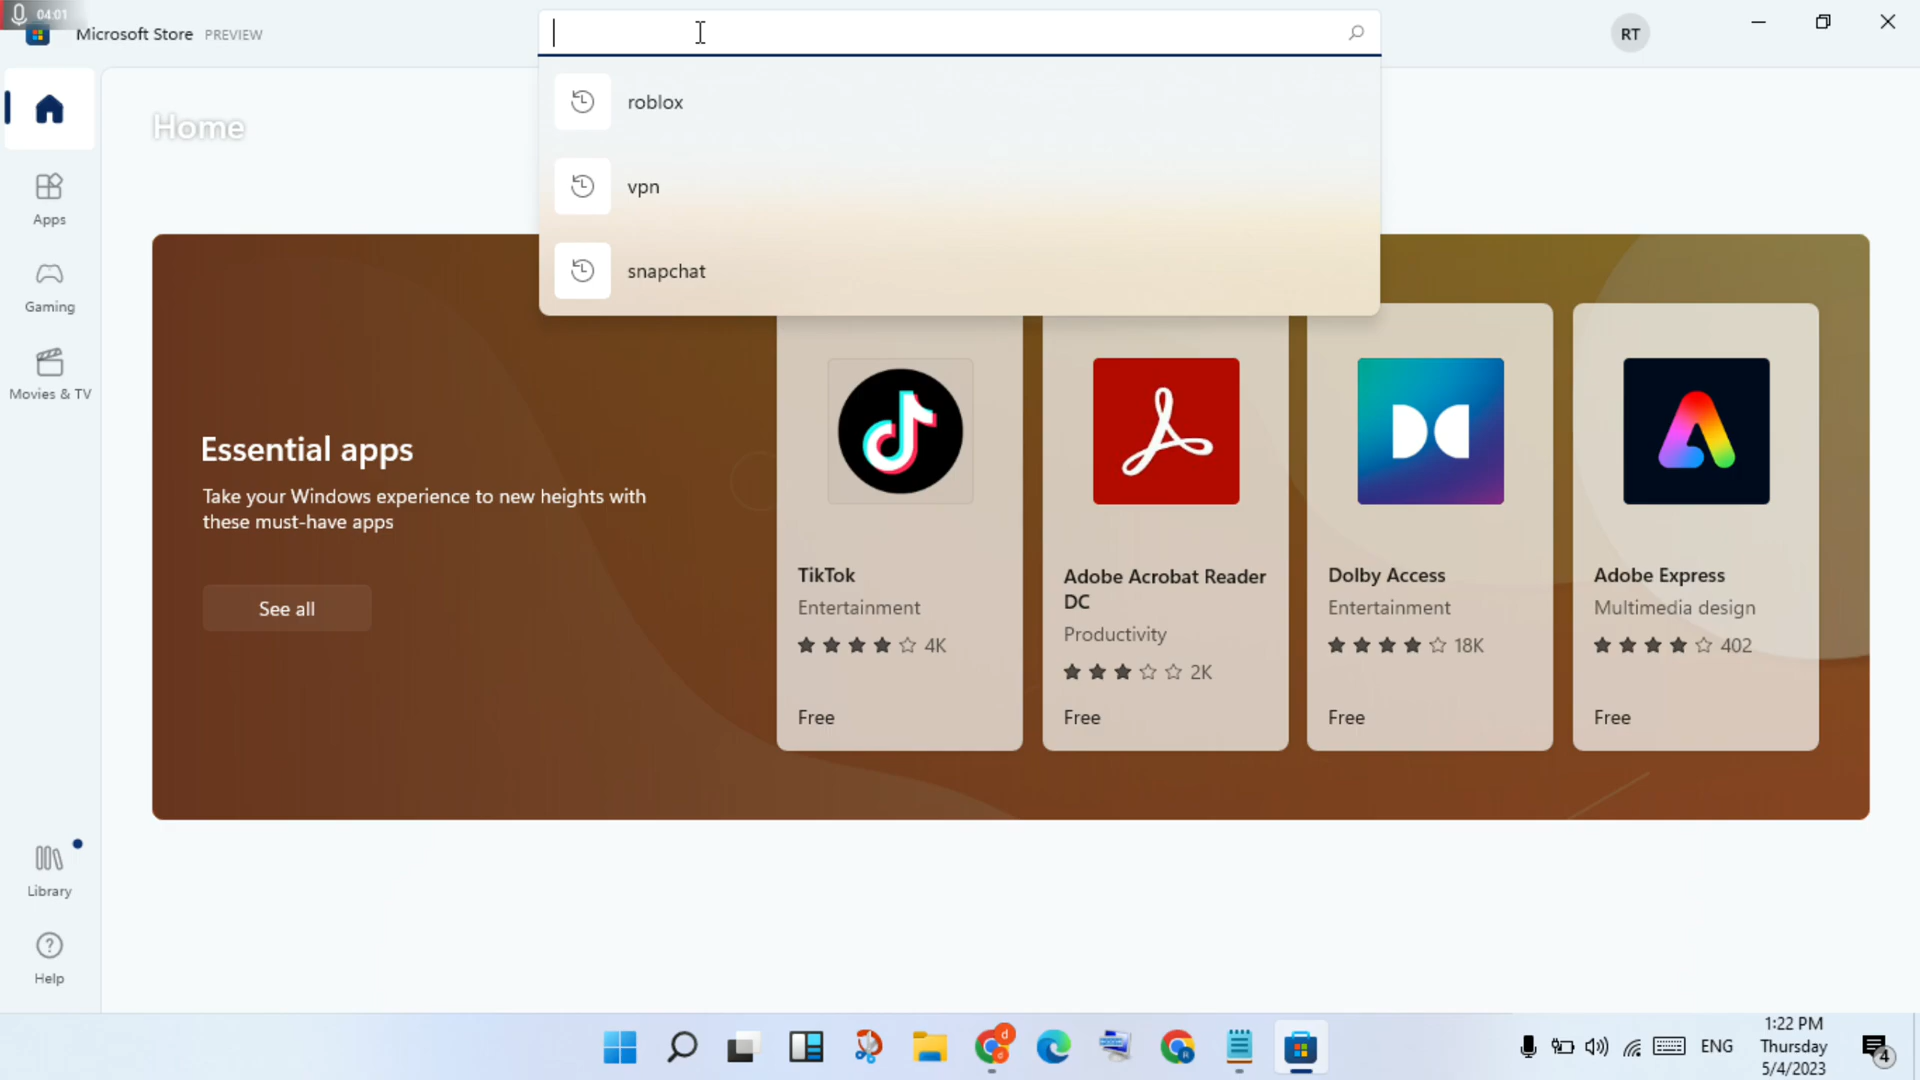 04:01
Microsoft Store PREVIEW
RT
roblox
vpn
snapchat
Home
Apps
Gaming
Movies & TV
Library
Help
Essential apps
Take your Windows experience to new heights with
these must-have apps
See all
TikTok
Entertainment
4K
Free
Adobe Acrobat Reader
DC
Productivity
2K
Free
Dolby Access
Entertainment
18K
Free
Adobe Express
Multimedia design
402
Free
ENG
1:22 PM
Thursday
5/4/2023
4